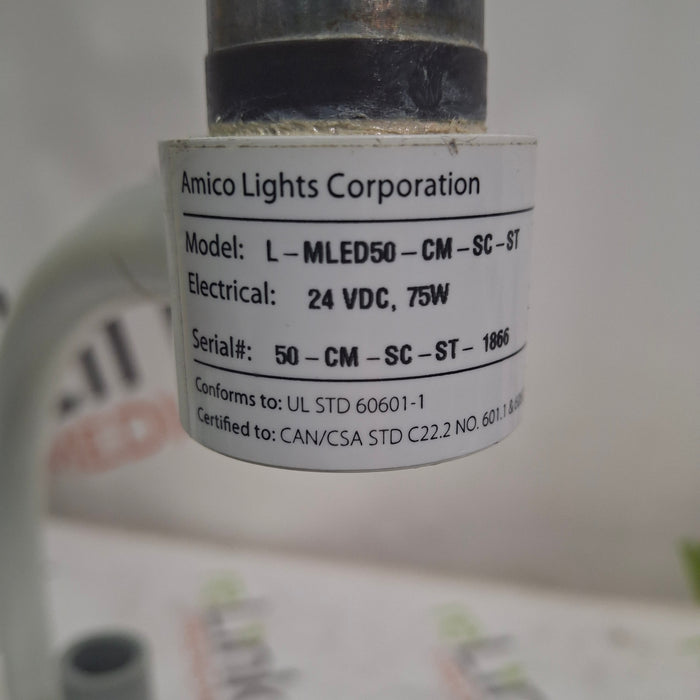 Amico Lights Corporation
Model: L-MLED50-CM-SC-ST
Electrical: 24 VDC, 75W
Serial#: 50-CM-SC-ST-1866
Conforms to: UL STD 60601-1
Certified to: CAN/CSA STD C22.2 NO. 601.1 &